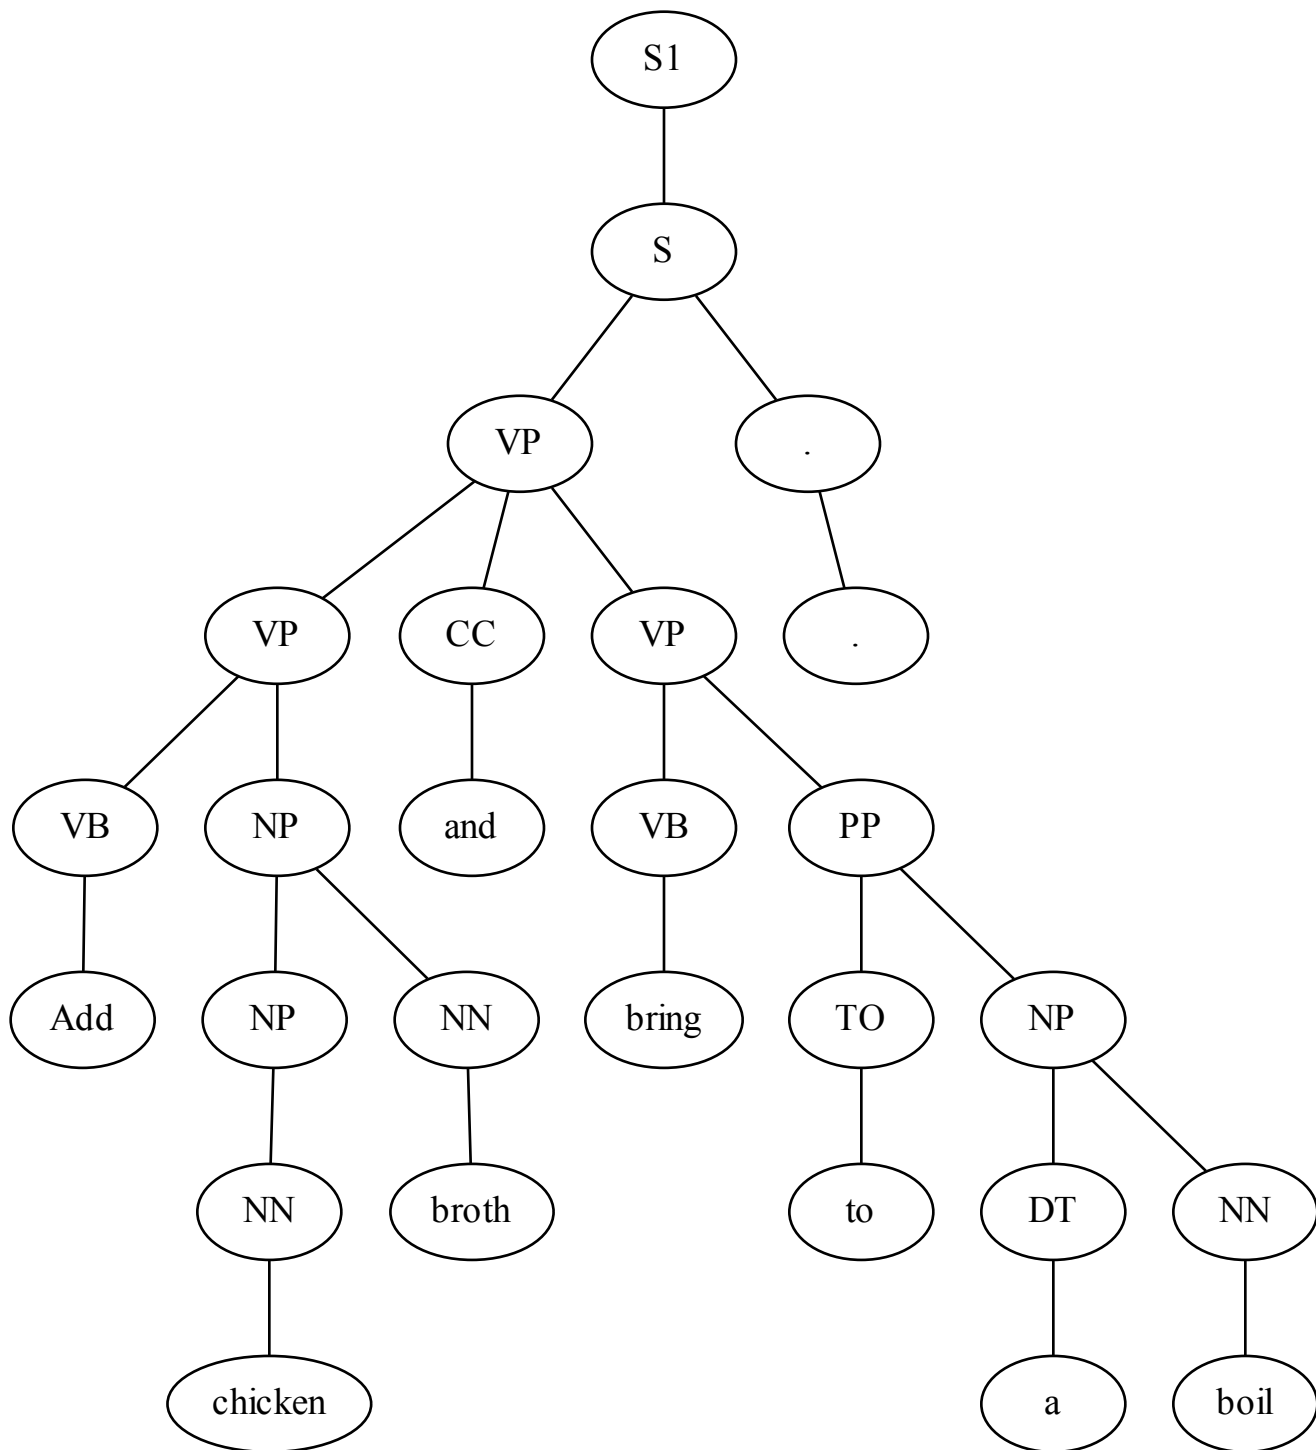 S1
S
VP .
VP CC VP .
VB NP and VB PP
Add NP NN bring TO NP
NN broth to DT NN
chicken a boil